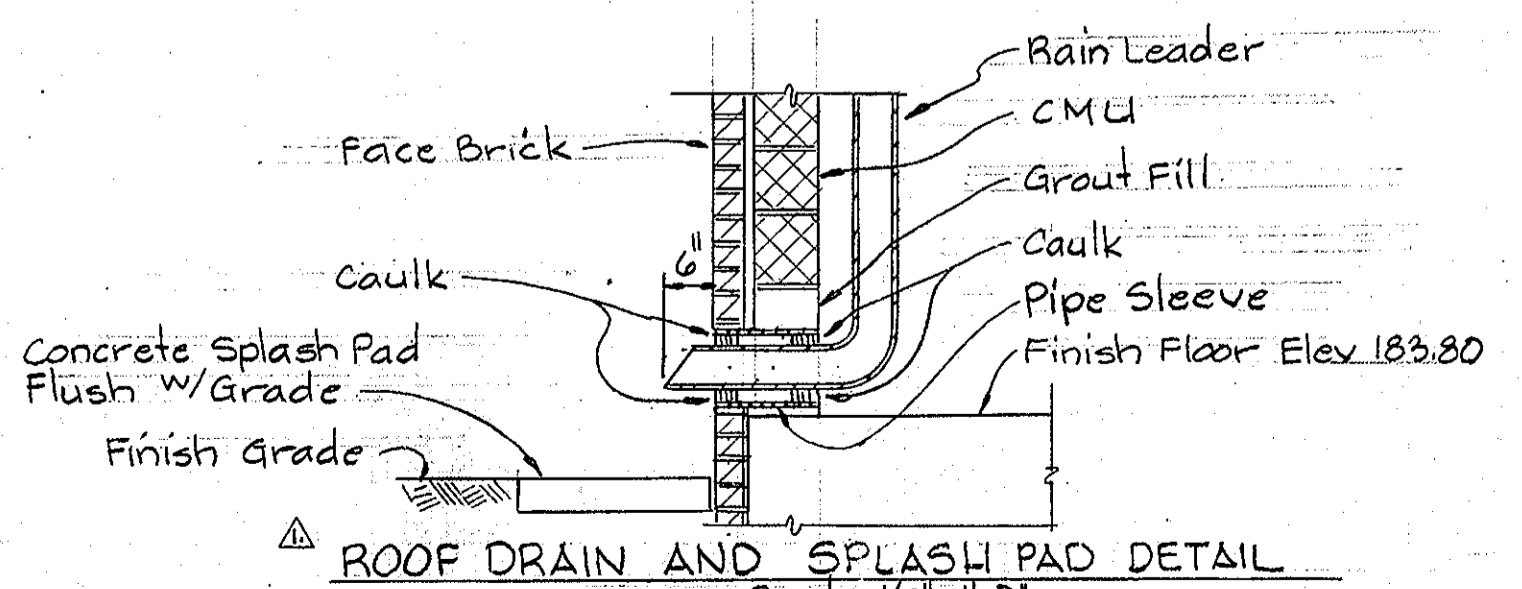 Rain Leader
CMU
Face Brick
Grout Fill
Caulk
6"
Caulk
Pipe Sleeve
Concrete Splash Pad
Flush w/Grade
Finish Floor Elev 183.80
Finish Grade
1.
ROOF DRAIN AND SPLASH PAD DETAIL